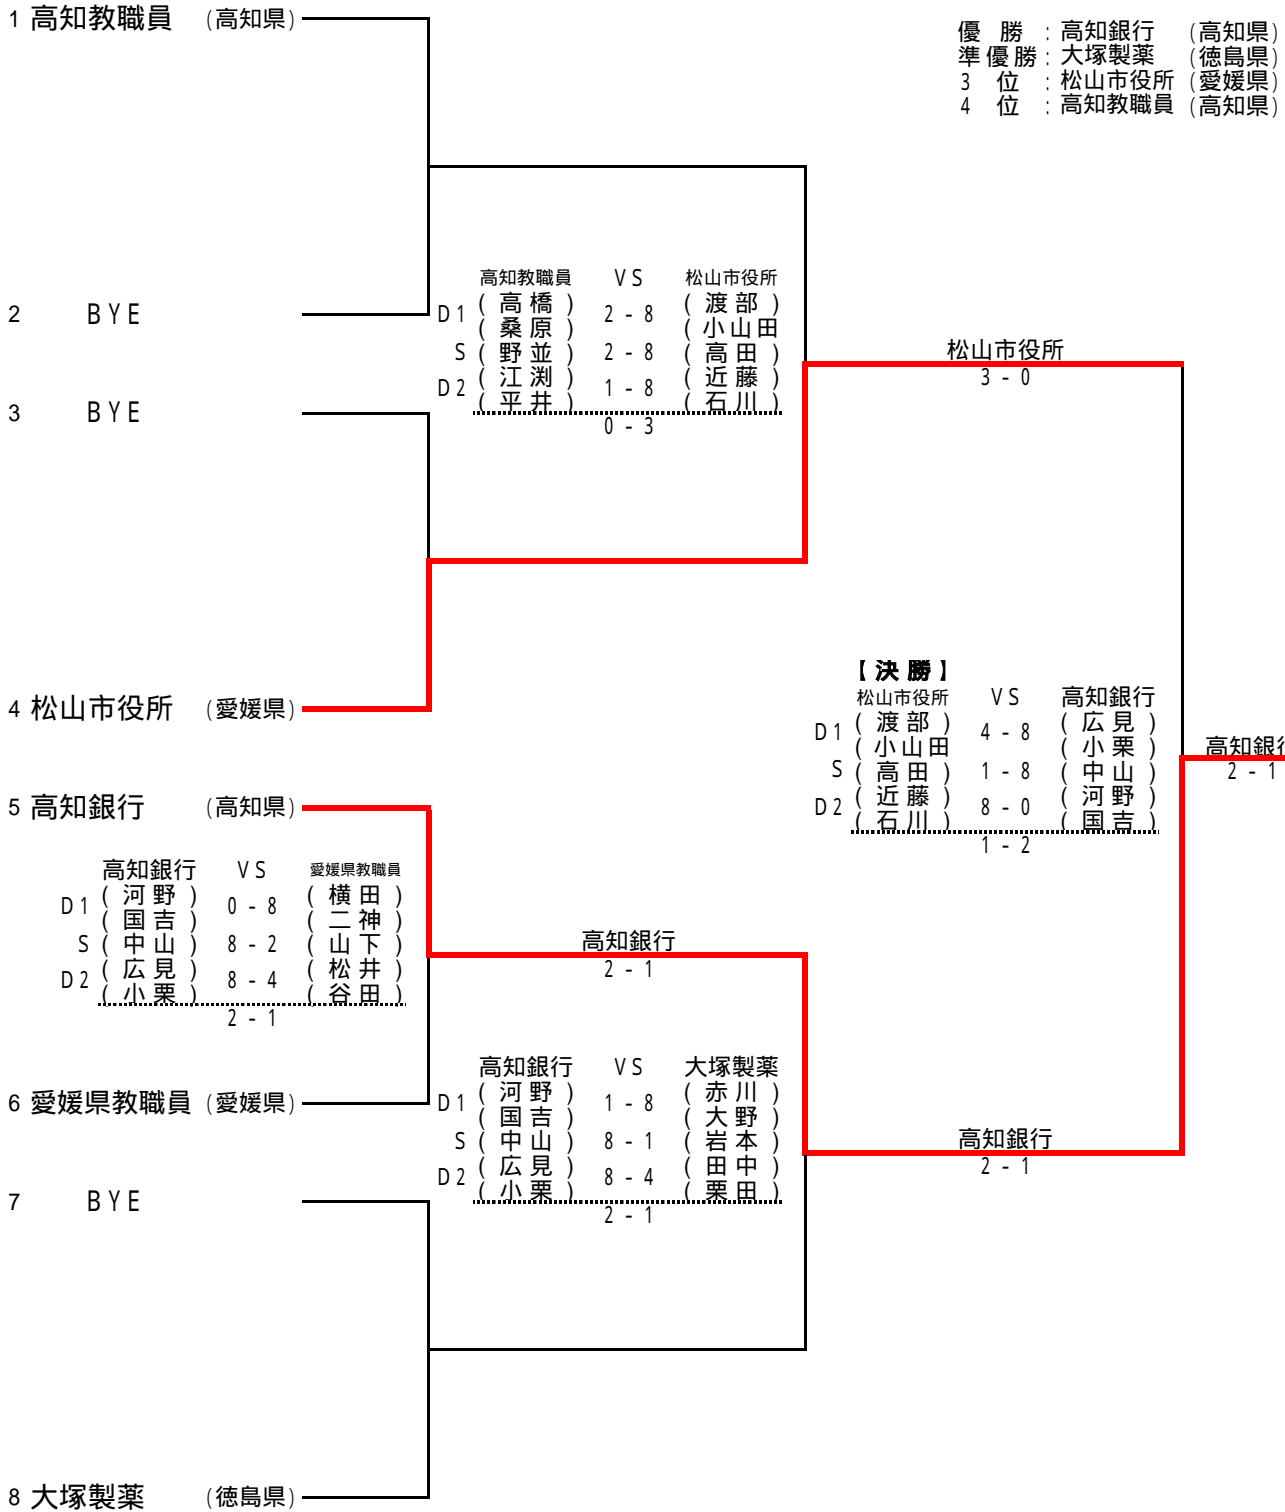 1 高知教職員 (高知県)
優 勝 : 高知銀行 (高知県)
準優勝 : 大塚製薬 (徳島県)
3 位 : 松山市役所 (愛媛県)
4 位 : 高知教職員 (高知県)
2 BYE
高知教職員 VS 松山市役所
D1 (高橋) 2 - 8 (渡部)
(桑原) (小山田
S (野並) 2 - 8 (高田)
D2 (江渕) 1 - 8 (近藤)
(平井) (石川)
0 - 3
松山市役所
3 - 0
3 BYE
4 松山市役所 (愛媛県)
【決勝】
松山市役所 VS 高知銀行
D1 (渡部) 4 - 8 (広見)
(小山田 (小栗)
S (高田) 1 - 8 (中山)
D2 (近藤) 8 - 0 (河野)
(石川) (国吉)
1 - 2
高知銀行
2 - 1
5 高知銀行 (高知県)
高知銀行 VS 愛媛県教職員
D1 (河野) 0 - 8 (横田)
(国吉) (二神)
S (中山) 8 - 2 (山下)
D2 (広見) 8 - 4 (松井)
(小栗) (谷田)
2 - 1
高知銀行
2 - 1
6 愛媛県教職員 (愛媛県)
高知銀行 VS 大塚製薬
D1 (河野) 1 - 8 (赤川)
(国吉) (大野)
S (中山) 8 - 1 (岩本)
D2 (広見) 8 - 4 (田中)
(小栗) (栗田)
2 - 1
高知銀行
2 - 1
7 BYE
8 大塚製薬 (徳島県)